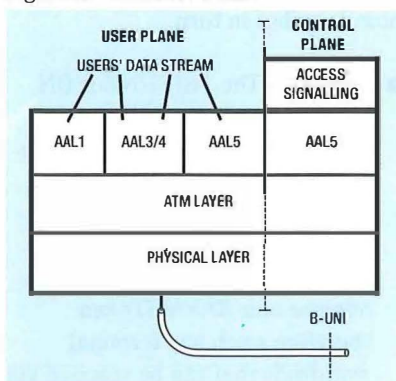 USER PLANE
CONTROL PLANE
USERS' DATA STREAM
ACCESS SIGNALLING
AAL1
AAL3/4
AAL5
AAL5
ATM LAYER
PHYSICAL LAYER
B-UNI